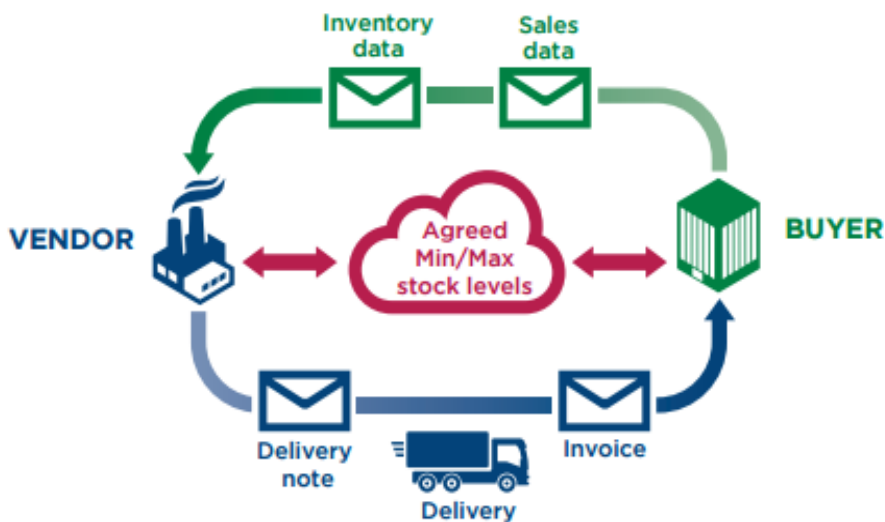 Inventory
data
Sales
data
VENDOR
Agreed
Min/Max
stock levels
BUYER
Delivery
note
Invoice
Delivery